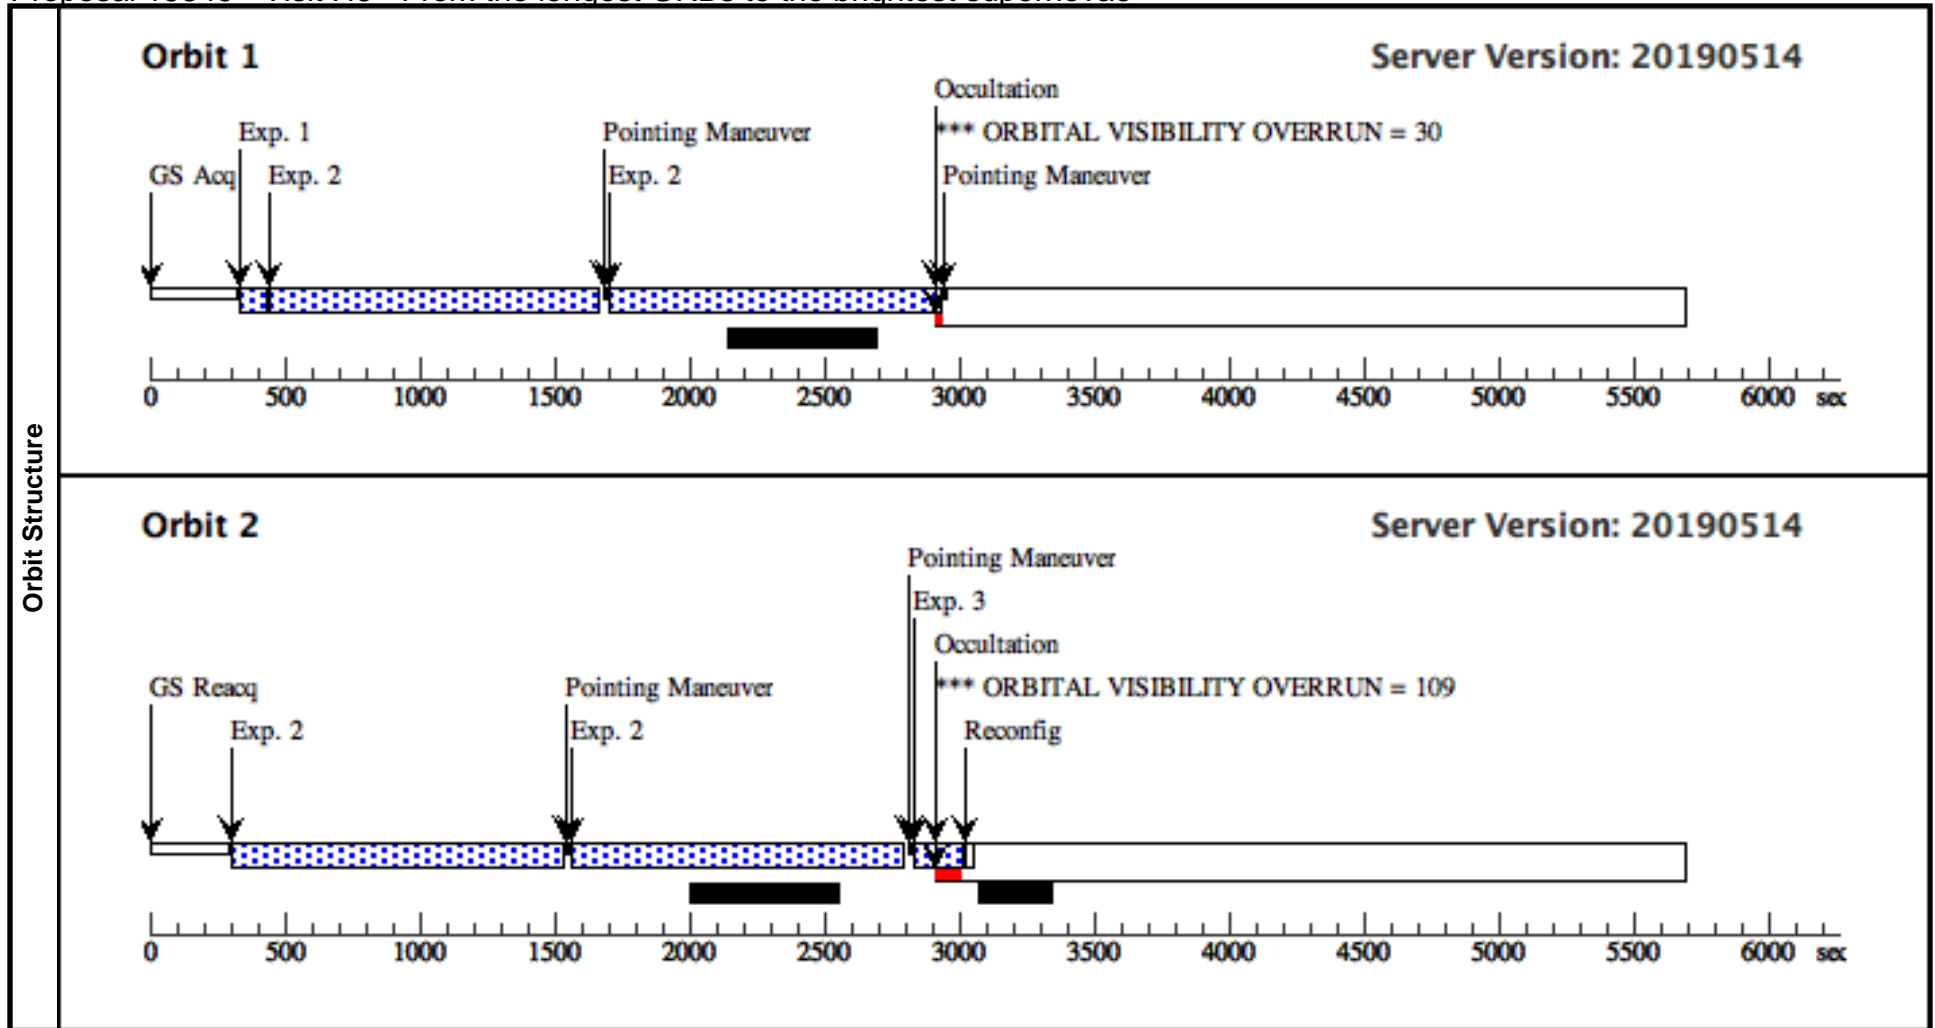 Orbit Structure
Orbit 1
Server Version: 20190514
Occultation
Exp. 1
Pointing Maneuver
*** ORBITAL VISIBILITY OVERRUN = 30
GS Acq
Exp. 2
Exp. 2
Pointing Maneuver
0 500 1000 1500 2000 2500 3000 3500 4000 4500 5000 5500 6000 sec
Orbit 2
Server Version: 20190514
Pointing Maneuver
Exp. 3
Occultation
GS Reacq
Pointing Maneuver
*** ORBITAL VISIBILITY OVERRUN = 109
Exp. 2
Exp. 2
Reconfig
0 500 1000 1500 2000 2500 3000 3500 4000 4500 5000 5500 6000 sec